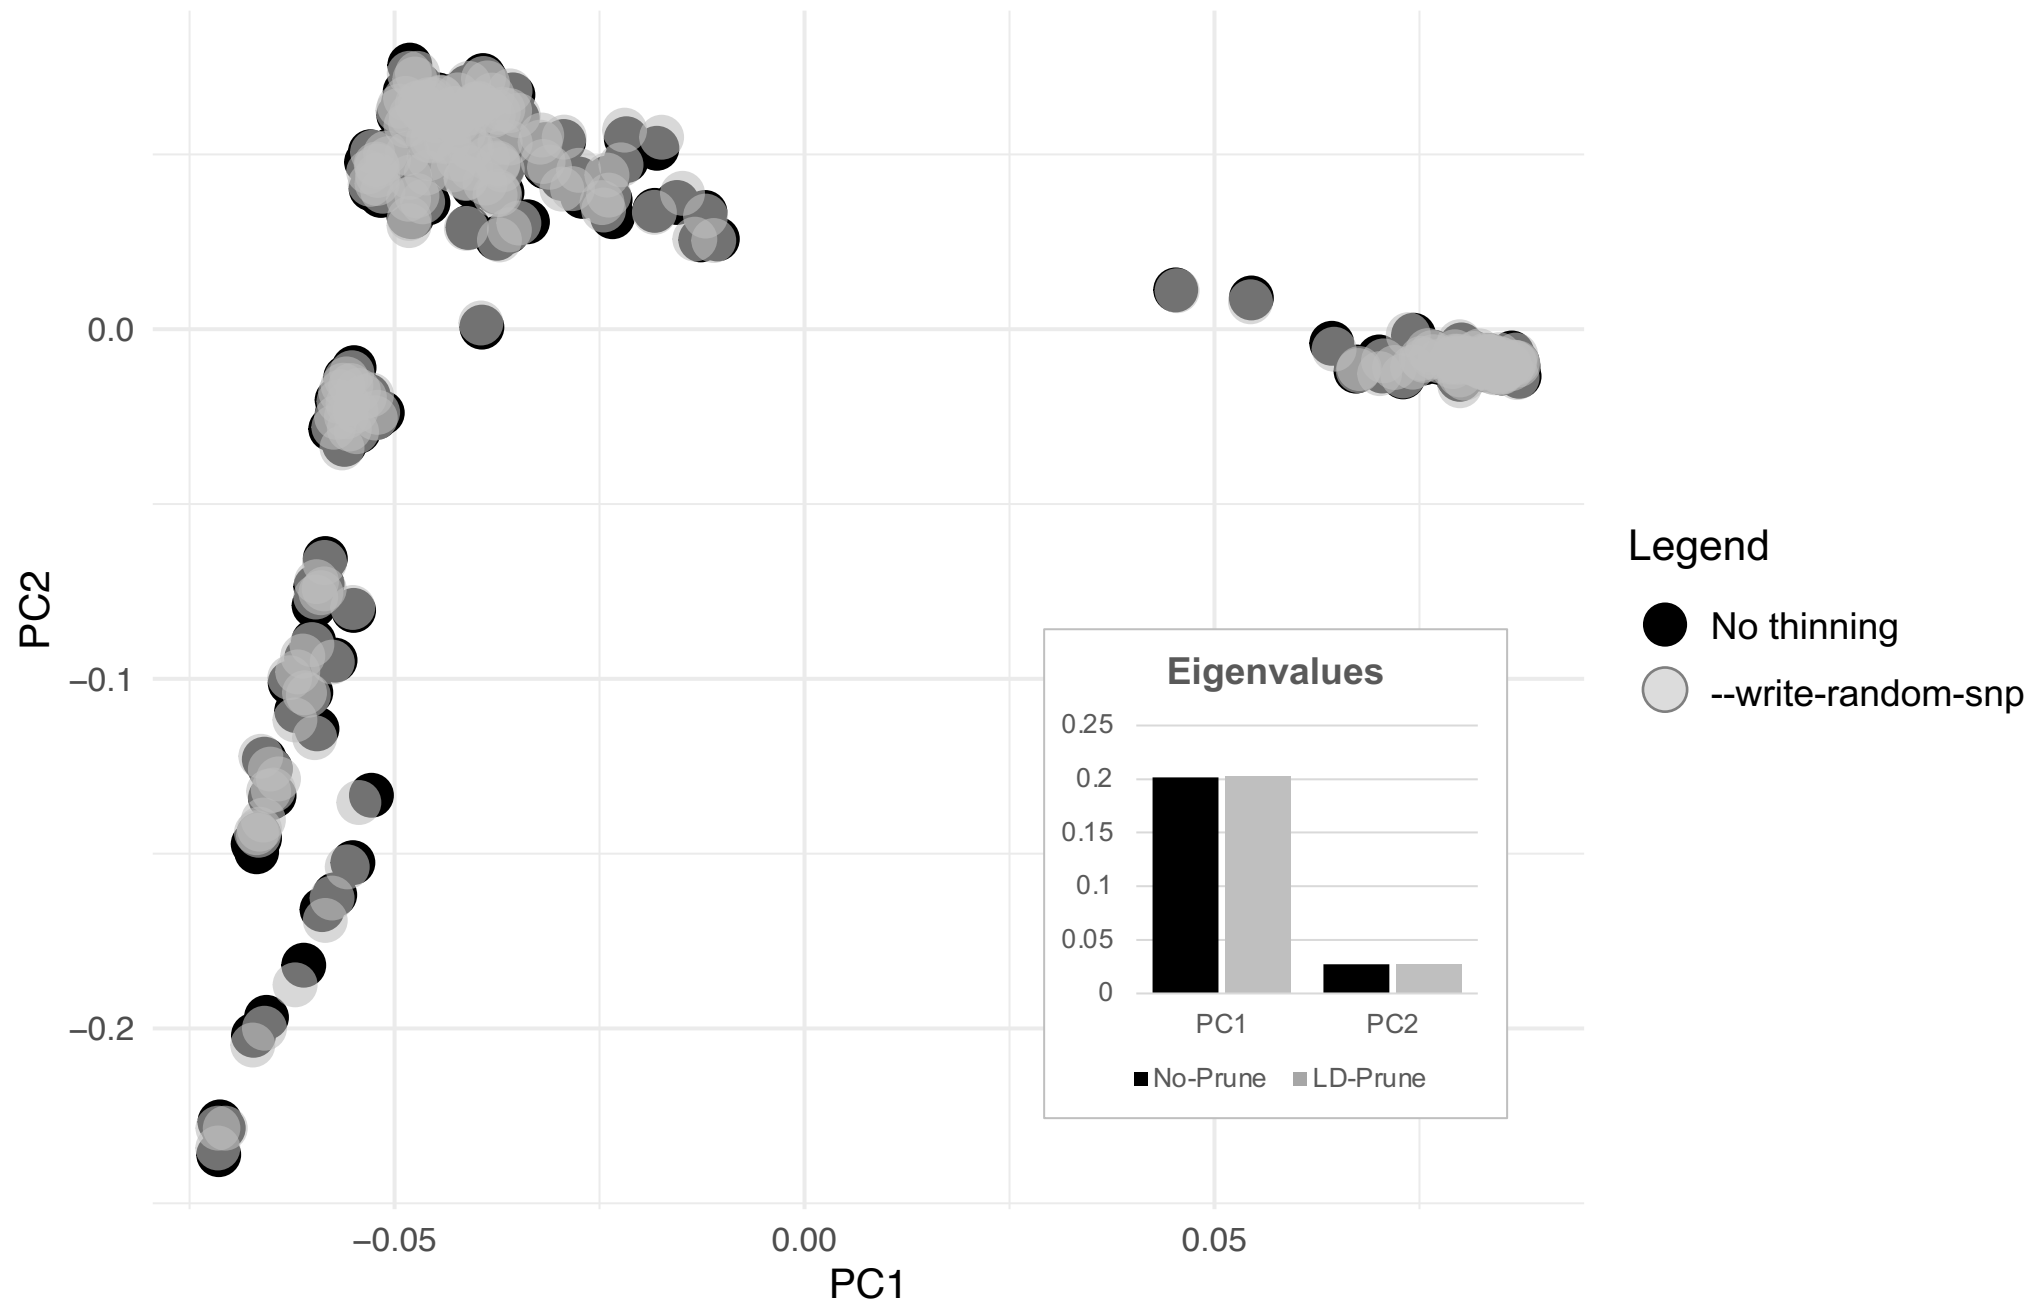 0.0
−0.1
−0.2
PC2
−0.05
0.00
0.05
PC1
Legend
No thinning
--write-random-snp
Eigenvalues
0.25
0.2
0.15
0.1
0.05
0
PC1 PC2
No-Prune LD-Prune